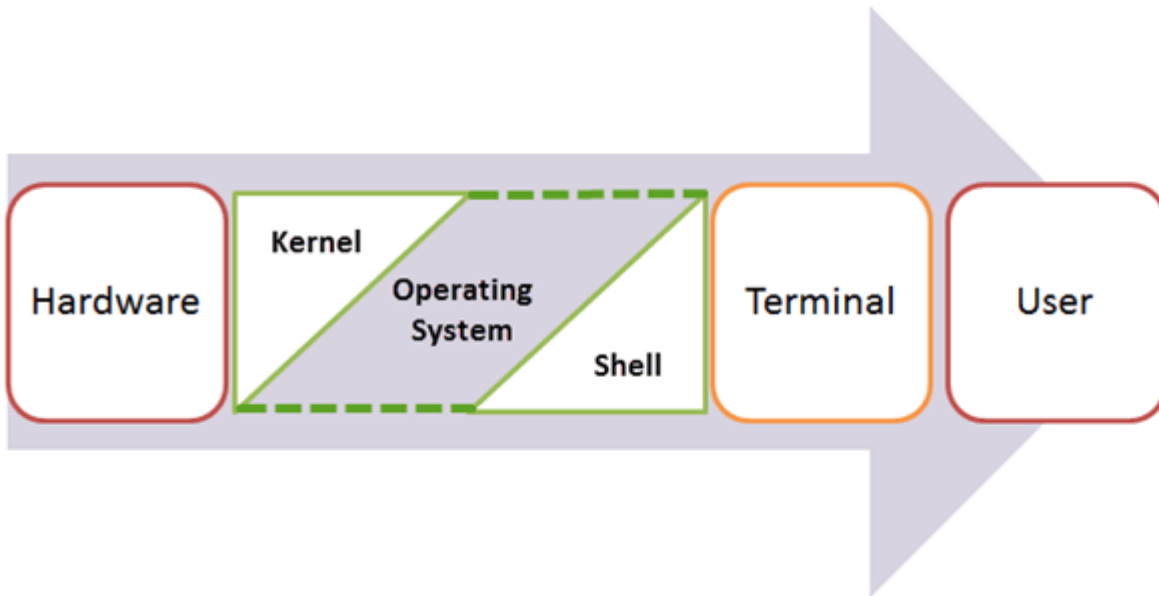 Hardware
Kernel
Operating
System
Shell
Terminal
User